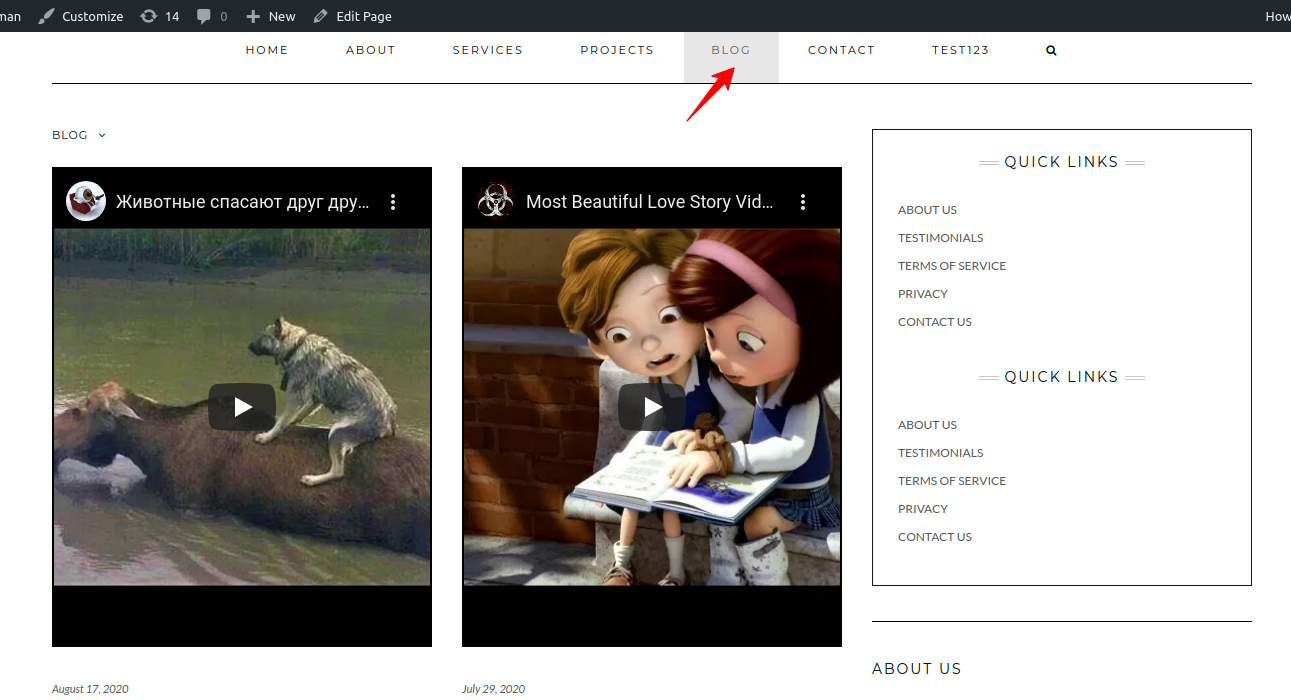 man Customize 14 0 New Edit Page How
HOME ABOUT SERVICES PROJECTS BLOG CONTACT TEST123
BLOG
Животные спасают друг дру...
Most Beautiful Love Story Vid...
August 17, 2020
July 29, 2020
QUICK LINKS
ABOUT US
TESTIMONIALS
TERMS OF SERVICE
PRIVACY
CONTACT US
QUICK LINKS
ABOUT US
TESTIMONIALS
TERMS OF SERVICE
PRIVACY
CONTACT US
ABOUT US